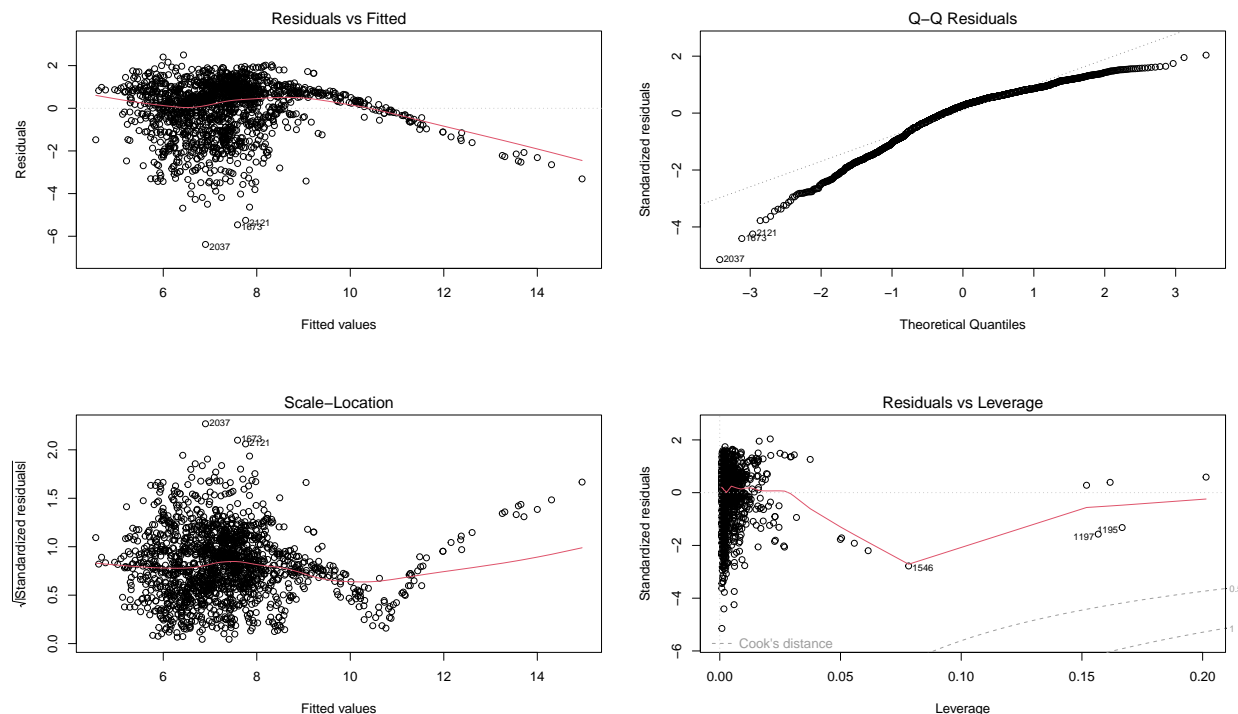 Residuals vs Fitted
Residuals
2
0
−2
−4
−6
2121
1673
2037
6 8 10 12 14
Fitted values
Q−Q Residuals
Standardized residuals
2
0
−2
−4
2121
1673
2037
−3 −2 −1 0 1 2 3
Theoretical Quantiles
Scale−Location
√|Standardized residuals|
2.0
1.5
1.0
0.5
0.0
2037
1673
2121
6 8 10 12 14
Fitted values
Residuals vs Leverage
Standardized residuals
2
0
−2
−4
−6
1195
1197
1546
1
Cook's distance
0.00 0.05 0.10 0.15 0.20
Leverage